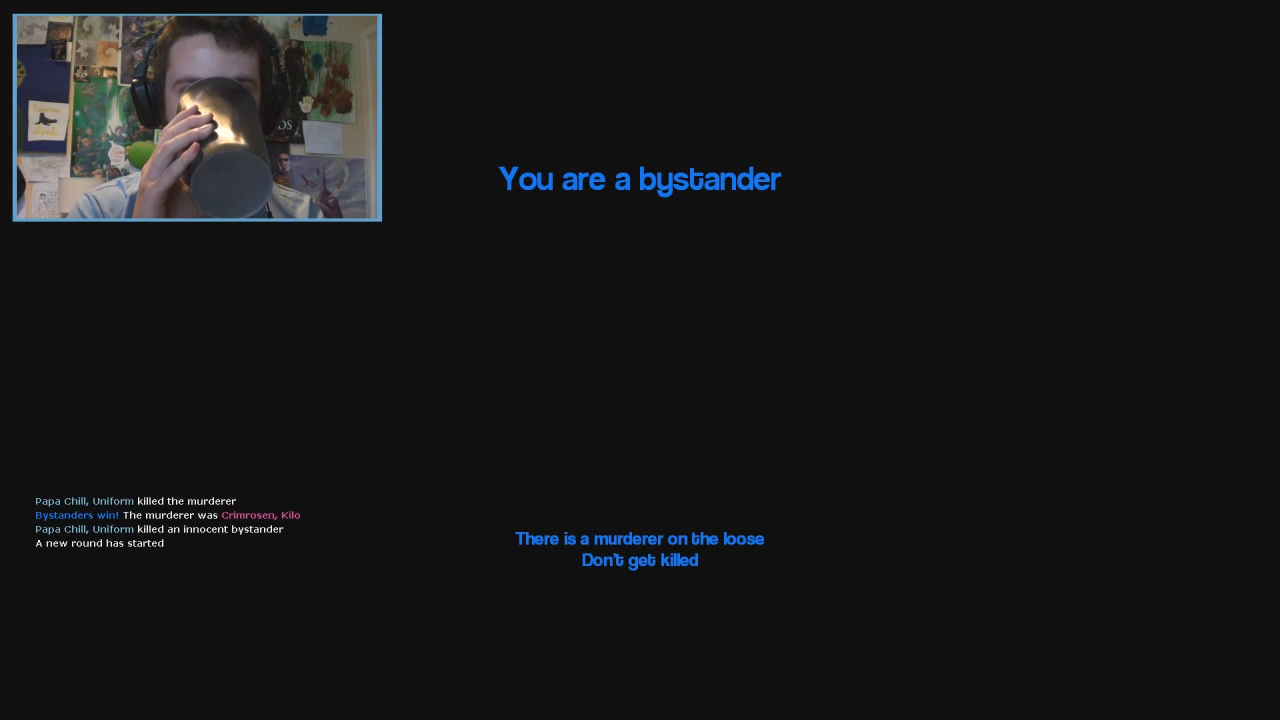 You are a bystander
Papa Chill, Uniform killed the murderer
Bystanders win! The murderer was Crimrosen, Kilo
Papa Chill, Uniform killed an innocent bystander
A new round has started
There is a murderer on the loose
Don't get killed